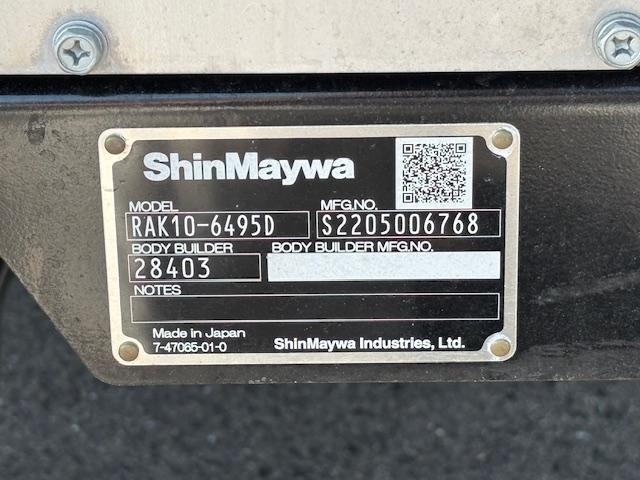 ShinMaywa
MODEL MFG.NO.
RAK10-6495D S2205006768
BODY BUILDER BODY BUILDER MFG.NO.
28403
NOTES
Made in Japan
7-47065-01-0 ShinMaywa Industries, Ltd.